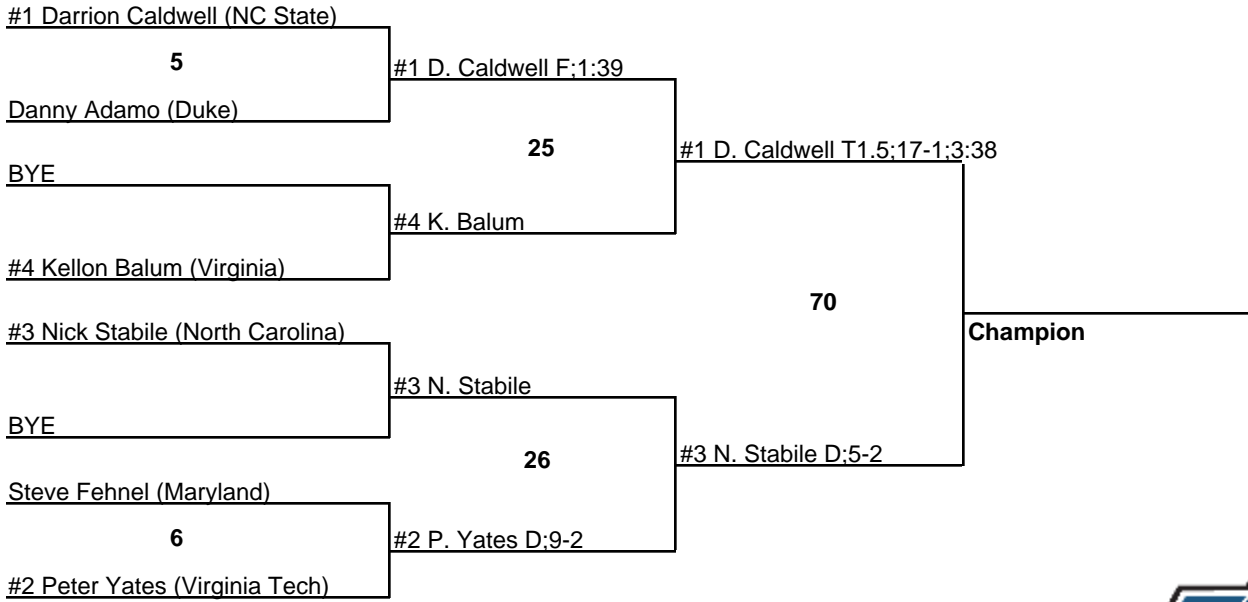 #1 Darrion Caldwell (NC State)
5
#1 D. Caldwell F;1:39
Danny Adamo (Duke)
25
#1 D. Caldwell T1.5;17-1;3:38
BYE
#4 K. Balum
#4 Kellon Balum (Virginia)
70
#3 Nick Stabile (North Carolina)
Champion
#3 N. Stabile
BYE
26
#3 N. Stabile D;5-2
Steve Fehnel (Maryland)
6
#2 P. Yates D;9-2
#2 Peter Yates (Virginia Tech)